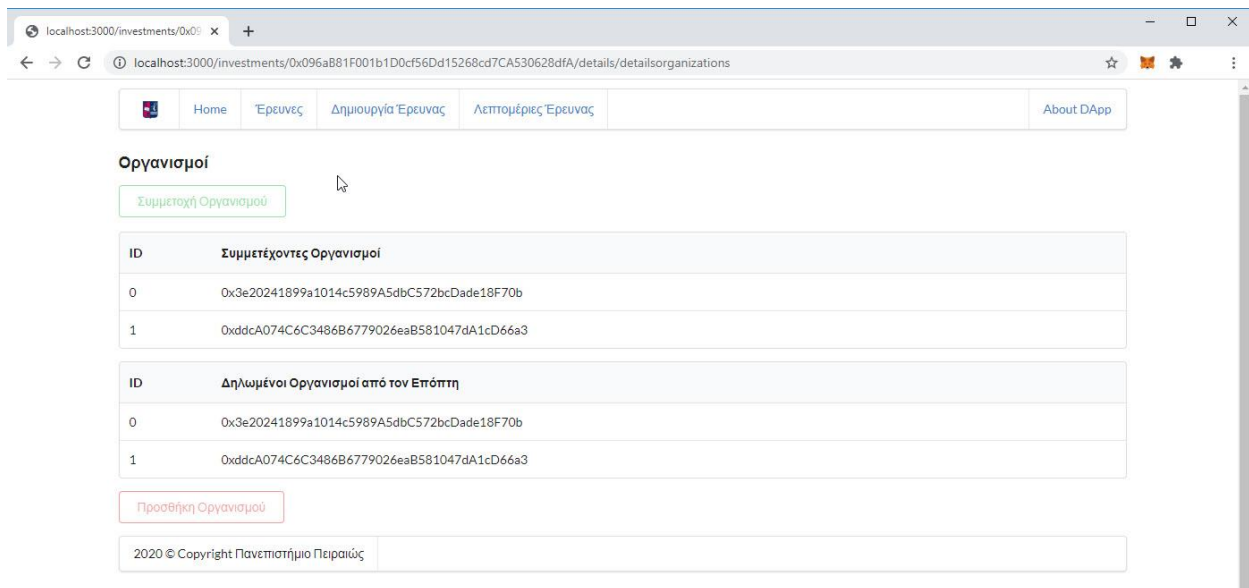 localhost:3000/investments/0x09
localhost:3000/investments/0x096aB81F001b1D0cf56Dd15268cd7CA530628dfA/details/detailsorganizations
Home Έρευνες Δημιουργία Έρευνας Λεπτομέριες Έρευνας About DApp
Οργανισμοί
Συμμετοχή Οργανισμού
ID Συμμετέχοντες Οργανισμοί
0 0x3e20241899a1014c5989A5dbC572bcDade18F70b
1 0xddcA074C6C3486B6779026eaB581047dA1cD66a3
ID Δηλωμένοι Οργανισμοί από τον Επόπτη
0 0x3e20241899a1014c5989A5dbC572bcDade18F70b
1 0xddcA074C6C3486B6779026eaB581047dA1cD66a3
Προσθήκη Οργανισμού
2020 © Copyright Πανεπιστήμιο Πειραιώς